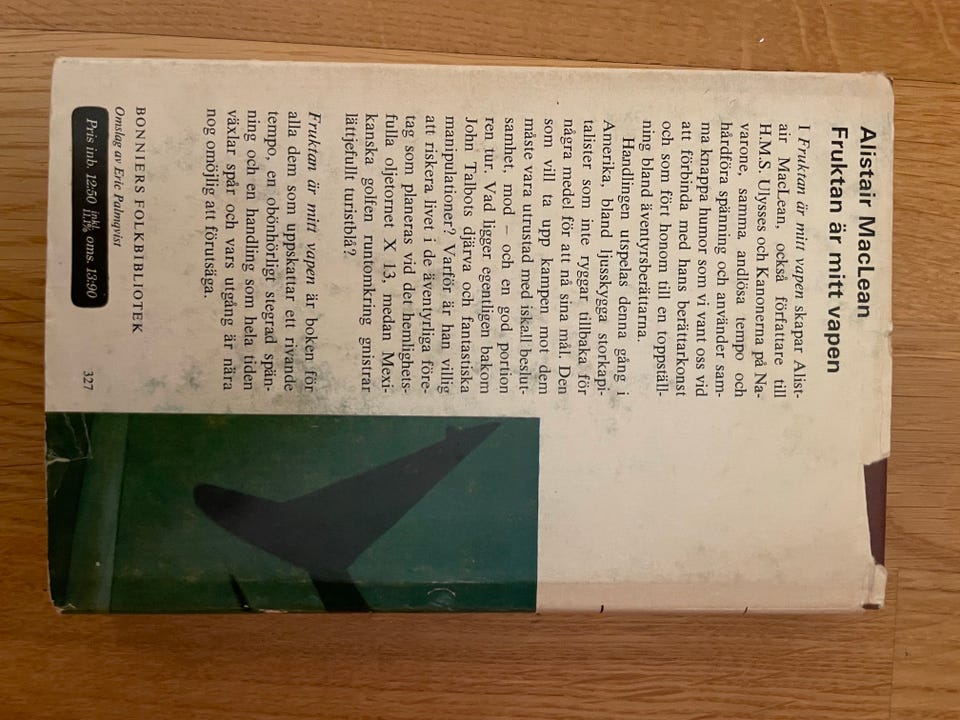 Alistair MacLean
Fruktan är mitt vapen
I Fruktan är mitt vapen skapar Alist-
air MacLean, också författare till
H.M.S. Ulysses och Kanonerna på Na-
varone, samma andlösa tempo och
hårdföra spänning och använder sam-
ma knappa humor som vi vant oss vid
att förbinda med hans berättarkonst
och som fört honom till en toppställ-
ning bland äventyrsberättarna.
Handlingen utspelas denna gång i
Amerika, bland ljusskygga storkapi-
talister som inte ryggar tillbaka för
några medel för att nå sina mål. Den
som vill ta upp kampen mot dem
måste vara utrustad med iskall beslut-
samhet, mod – och en god portion
ren tur. Vad ligger egentligen bakom
John Talbots djärva och fantastiska
manipulationer? Varför är han villig
att riskera livet i de äventyrliga före-
tag som planeras vid det hemlighets-
fulla oljetornet X 13, medan Mexi-
kanska golfen runtomkring gnistrar
lättjefullt turistblå?
Fruktan är mitt vapen är boken för
alla dem som uppskattar ett rivande
tempo, en obönhörligt stegrad spän-
ning och en handling som hela tiden
växlar spår och vars utgång är nära
nog omöjlig att förutsäga.
BONNIERS FOLKBIBLIOTEK
Omslag av Eric Palmqvist
327
Pris inb. 12:50 inkl. 11,1% oms. 13:90